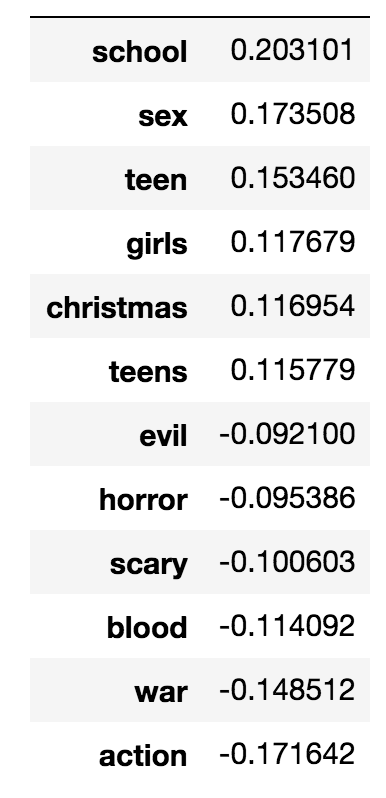 school 0.203101
sex 0.173508
teen 0.153460
girls 0.117679
christmas 0.116954
teens 0.115779
evil -0.092100
horror -0.095386
scary -0.100603
blood -0.114092
war -0.148512
action -0.171642